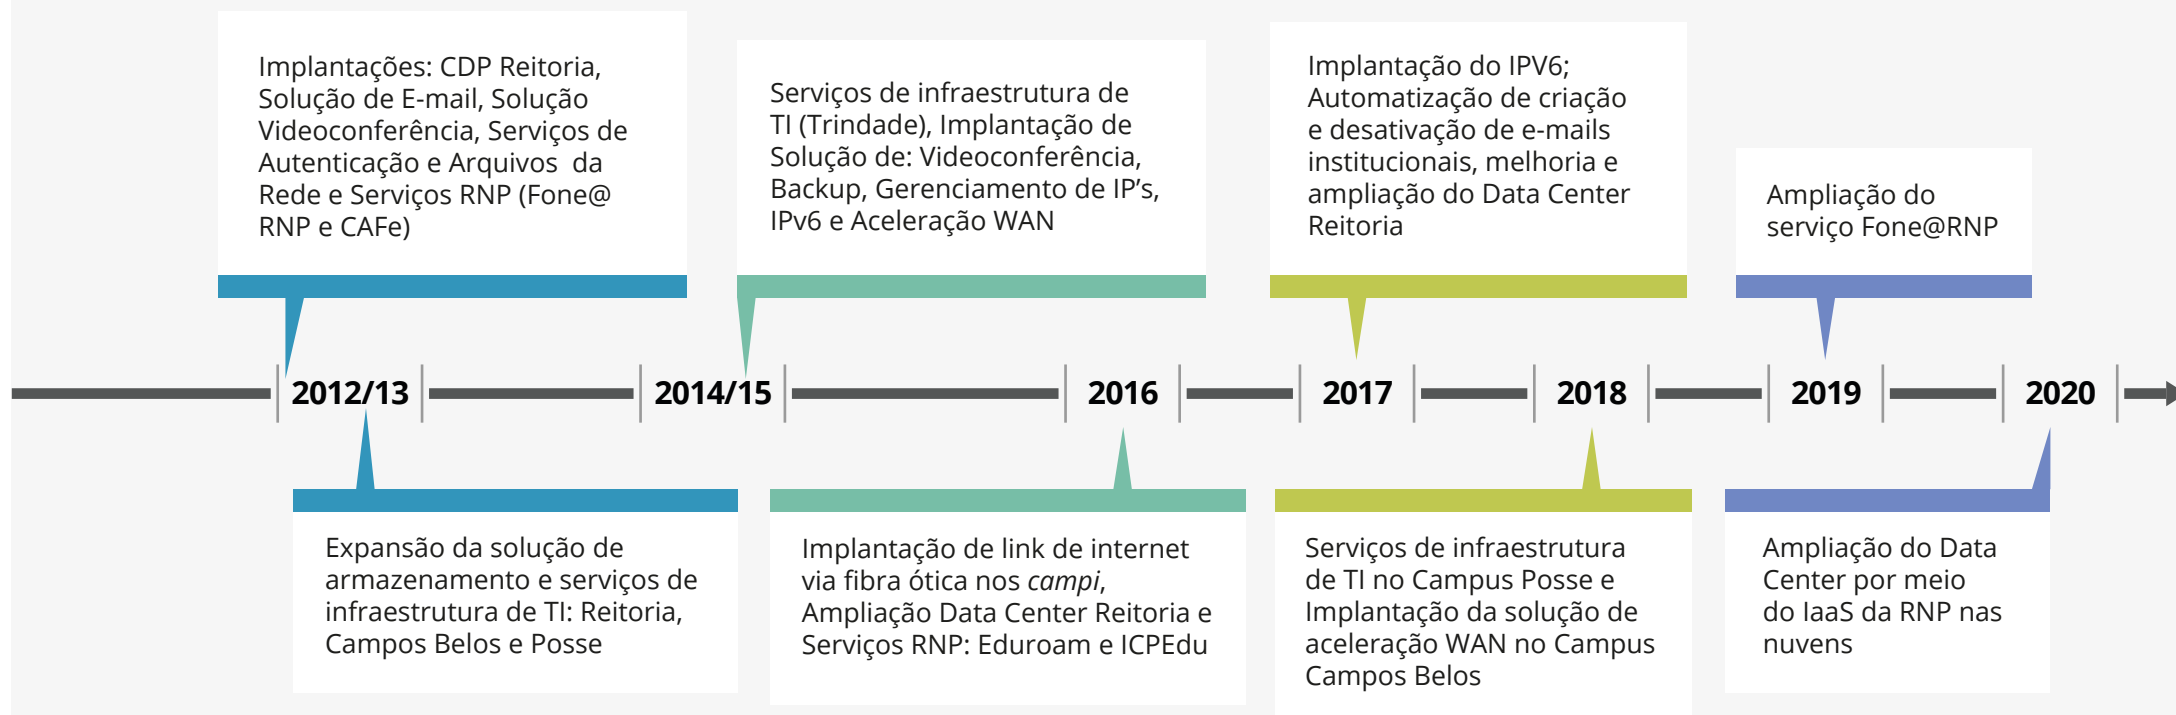 Implantações: CDP Reitoria,
Solução de E-mail, Solução
Videoconferência, Serviços de
Autenticação e Arquivos  da
Rede e Serviços RNP (Fone@
RNP e CAFe)
Serviços de infraestrutura de
TI (Trindade), Implantação de
Solução de: Videoconferência,
Backup, Gerenciamento de IP’s,
IPv6 e Aceleração WAN
Implantação do IPV6;
Automatização de criação
e desativação de e-mails
institucionais, melhoria e
ampliação do Data Center
Reitoria
Ampliação do
serviço Fone@RNP
2012/13
2014/15
2016
2017
2018
2019
2020
Expansão da solução de
armazenamento e serviços de
infraestrutura de TI: Reitoria,
Campos Belos e Posse
Implantação de link de internet
via fibra ótica nos campi,
Ampliação Data Center Reitoria e
Serviços RNP: Eduroam e ICPEdu
Serviços de infraestrutura
de TI no Campus Posse e
Implantação da solução de
aceleração WAN no Campus
Campos Belos
Ampliação do Data
Center por meio
do IaaS da RNP nas
nuvens